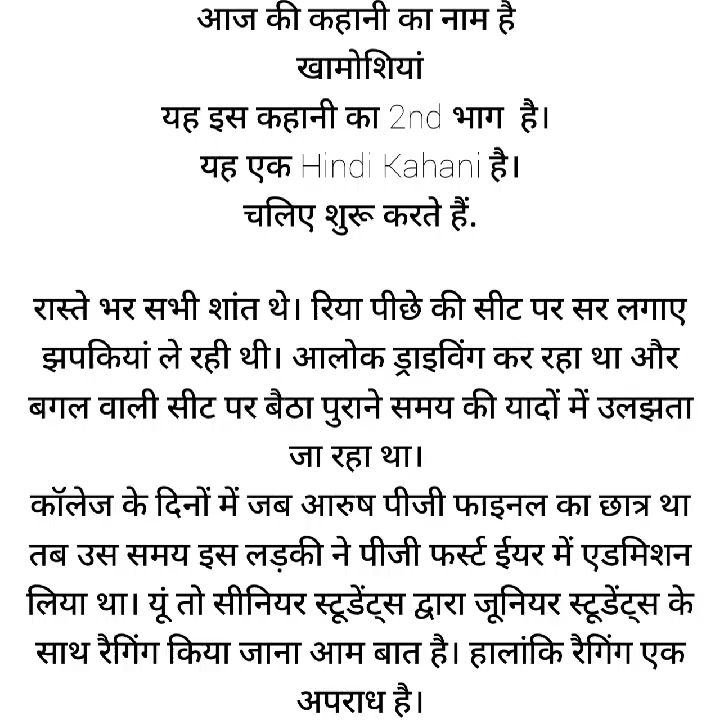 आज की कहानी का नाम है
खामोशियां
यह इस कहानी का 2nd भाग है।
यह एक Hindi Kahani है।
चलिए शुरू करते हैं.
रास्ते भर सभी शांत थे। रिया पीछे की सीट पर सर लगाए
झपकियां ले रही थी। आलोक ड्राइविंग कर रहा था और
बगल वाली सीट पर बैठा पुराने समय की यादों में उलझता
जा रहा था।
कॉलेज के दिनों में जब आरुष पीजी फाइनल का छात्र था
तब उस समय इस लड़की ने पीजी फर्स्ट ईयर में एडमिशन
लिया था। यूं तो सीनियर स्टूडेंट्स द्वारा जूनियर स्टूडेंट्स के
साथ रैगिंग किया जाना आम बात है। हालांकि रैगिंग एक
अपराध है।